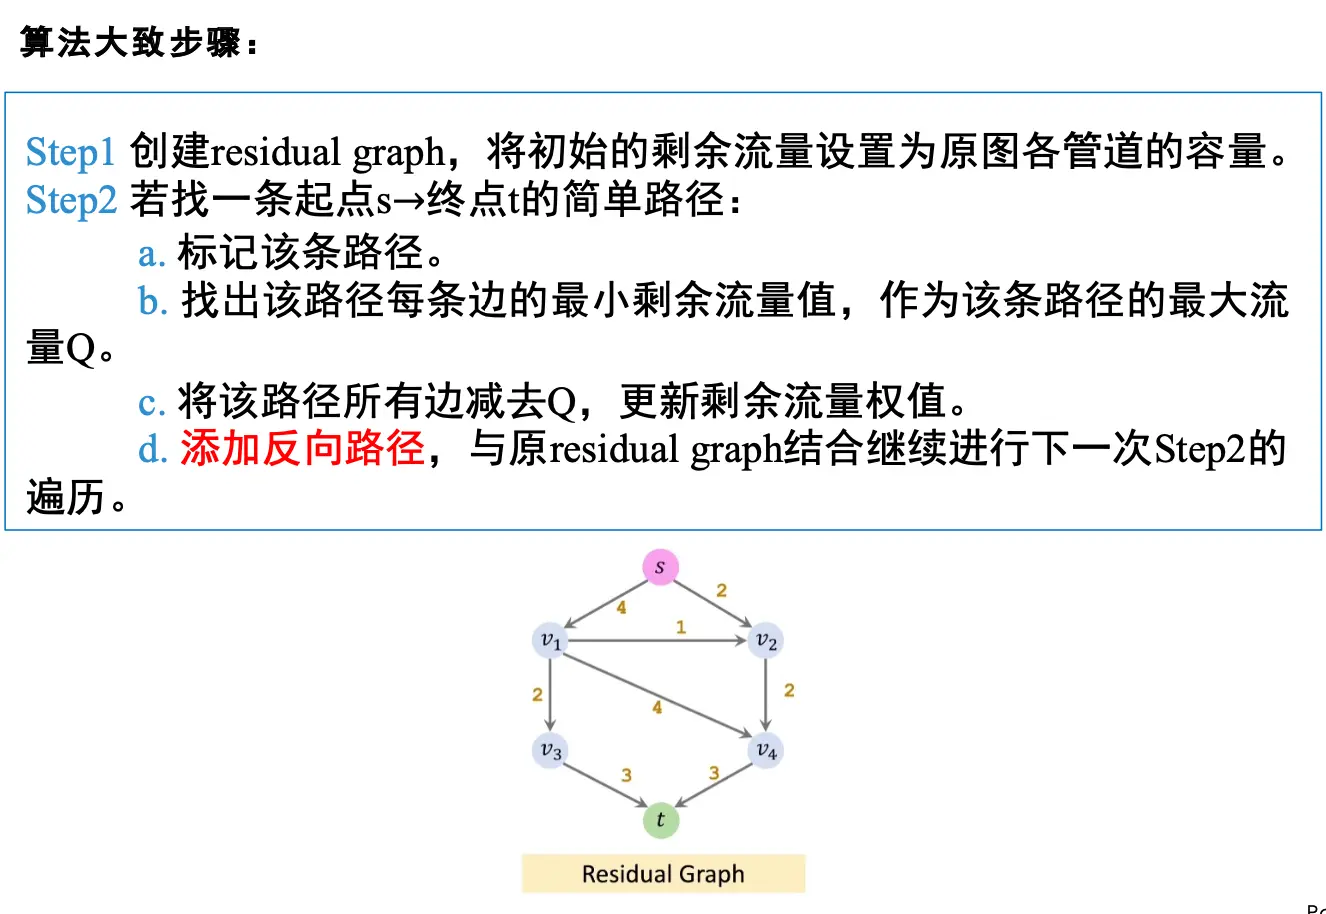 算法大致步骤：
Step1 创建residual graph，将初始的剩余流量设置为原图各管道的容量。
Step2 若找一条起点s→终点t的简单路径：
a. 标记该条路径。
b. 找出该路径每条边的最小剩余流量值，作为该条路径的最大流
量Q。
c. 将该路径所有边减去Q，更新剩余流量权值。
d. 添加反向路径，与原residual graph结合继续进行下一次Step2的
遍历。
s
4
2
v₁
1
v₂
2
4
2
v₃
v₄
3
3
t
Residual Graph